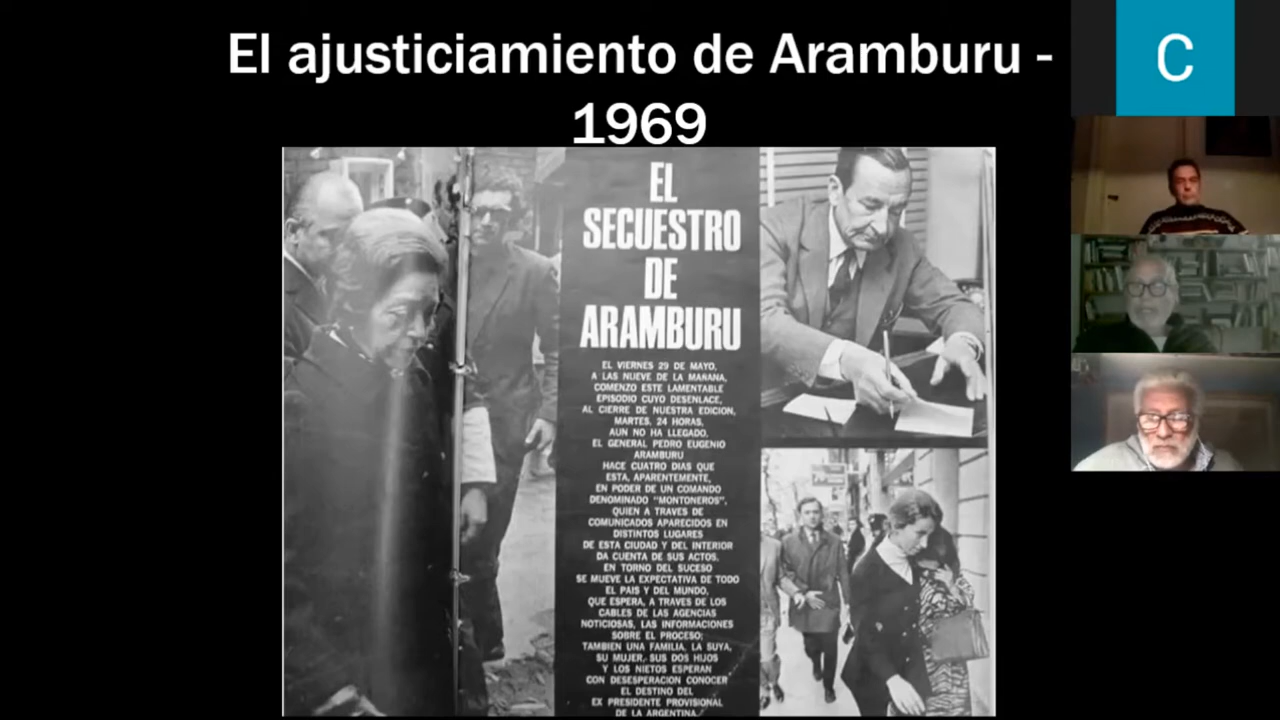 El ajusticiamiento de Aramburu -
1969
C
EL
SECUESTRO
DE
ARAMBURU
EL VIERNES 29 DE MAYO,
A LAS NUEVE DE LA MAÑANA,
COMENZO ESTE LAMENTABLE
EPISODIO CUYO DESENLACE,
AL CIERRE DE NUESTRA EDICION,
MARTES, 24 HORAS,
AUN NO HA LLEGADO.
EL GENERAL PEDRO EUGENIO
ARAMBURU
HACE CUATRO DIAS QUE
ESTA, APARENTEMENTE,
EN PODER DE UN COMANDO
DENOMINADO "MONTONEROS",
QUIEN A TRAVES DE
COMUNICADOS APARECIDOS EN
DISTINTOS LUGARES
DE ESTA CIUDAD Y DEL INTERIOR
DA CUENTA DE SUS ACTOS.
EN TORNO DEL SUCESO
SE MUEVE LA EXPECTATIVA DE TODO
EL PAIS Y DEL MUNDO,
QUE ESPERA, A TRAVES DE LOS
CABLES DE LAS AGENCIAS
NOTICIOSAS, LAS INFORMACIONES
SOBRE EL PROCESO;
TAMBIEN UNA FAMILIA, LA SUYA,
SU MUJER, SUS DOS HIJOS
Y LOS NIETOS ESPERAN
CON DESESPERACION CONOCER
EL DESTINO DEL
EX PRESIDENTE PROVISIONAL
DE LA ARGENTINA.